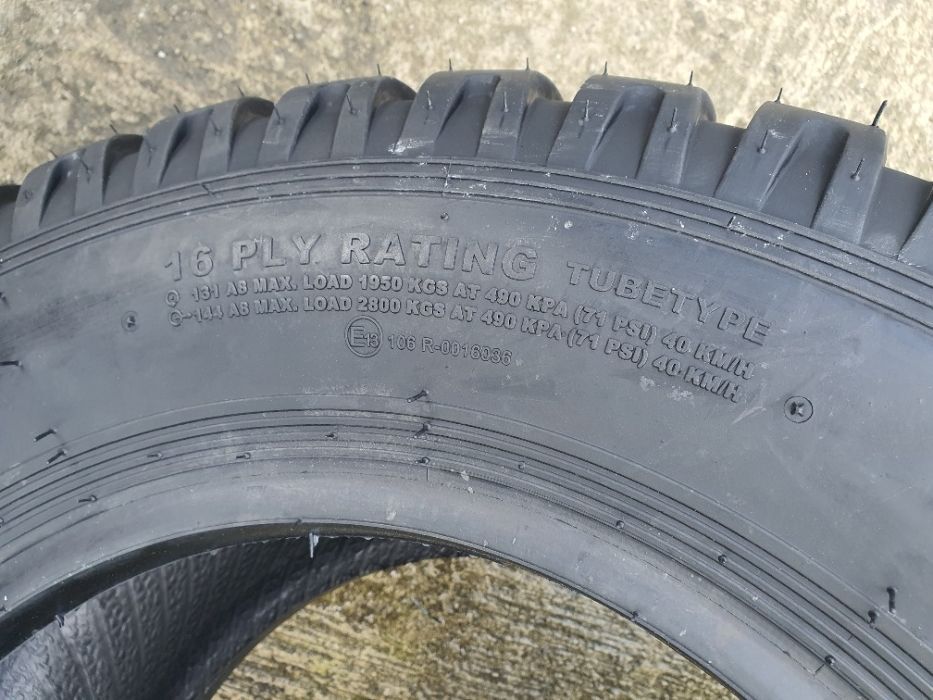 16 PLY RATING TUBETYPE
131 A8 MAX. LOAD 1950 KGS AT 490 KPA (71 PSI) 40 KM/H
144 A8 MAX. LOAD 2800 KGS AT 490 KPA (71 PSI) 40 KM/H
E13 106 R-0016036
K